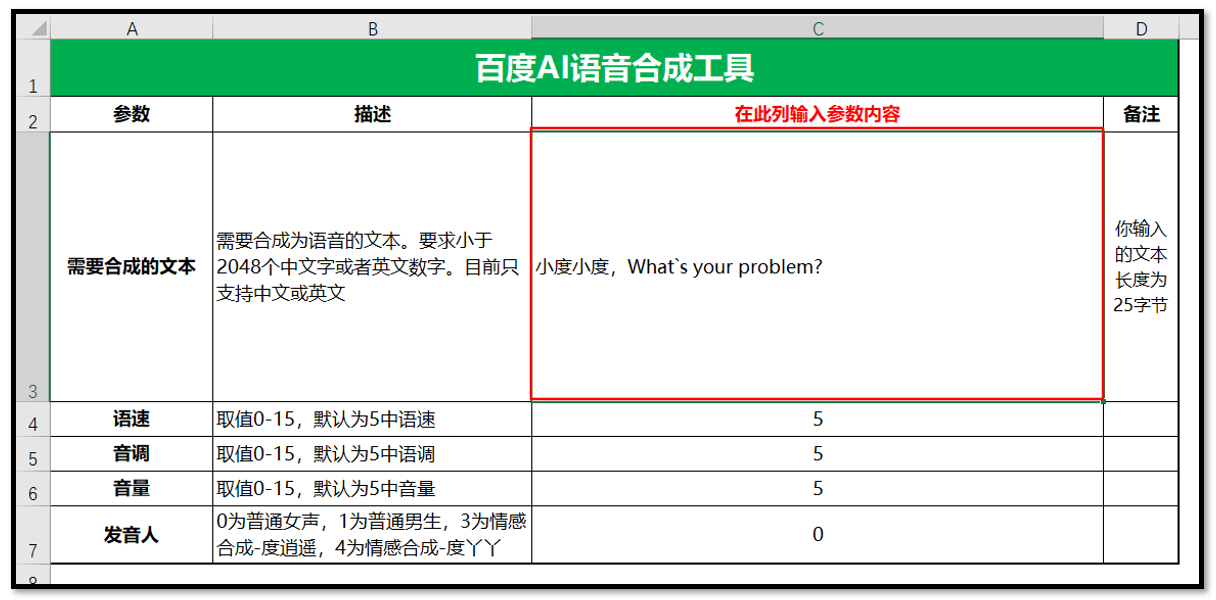 A B C D
1 百度AI语音合成工具
2 参数 描述 在此列输入参数内容 备注
需要合成为语音的文本。要求小于
2048个中文字或者英文数字。目前只
支持中文或英文
需要合成的文本
小度小度，What`s your problem?
你输入
的文本
长度为
25字节
3
4 语速 取值0-15，默认为5中语速 5
5 音调 取值0-15，默认为5中语调 5
6 音量 取值0-15，默认为5中音量 5
7 发音人 0为普通女声，1为普通男生，3为情感
合成-度逍遥，4为情感合成-度丫丫
0
8